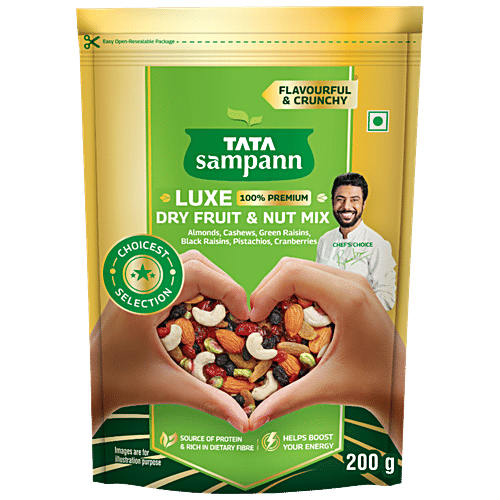 Easy Open-Resealable Package
FLAVOURFUL
& CRUNCHY
TATA
sampann
LUXE 100% PREMIUM
DRY FRUIT & NUT MIX
Almonds, Cashews, Green Raisins,
Black Raisins, Pistachios, Cranberries
CHEF'S CHOICE
CHOICEST
SELECTION
SOURCE OF PROTEIN
& RICH IN DIETARY FIBRE
HELPS BOOST
YOUR ENERGY
Images are for
illustration purpose
200 g